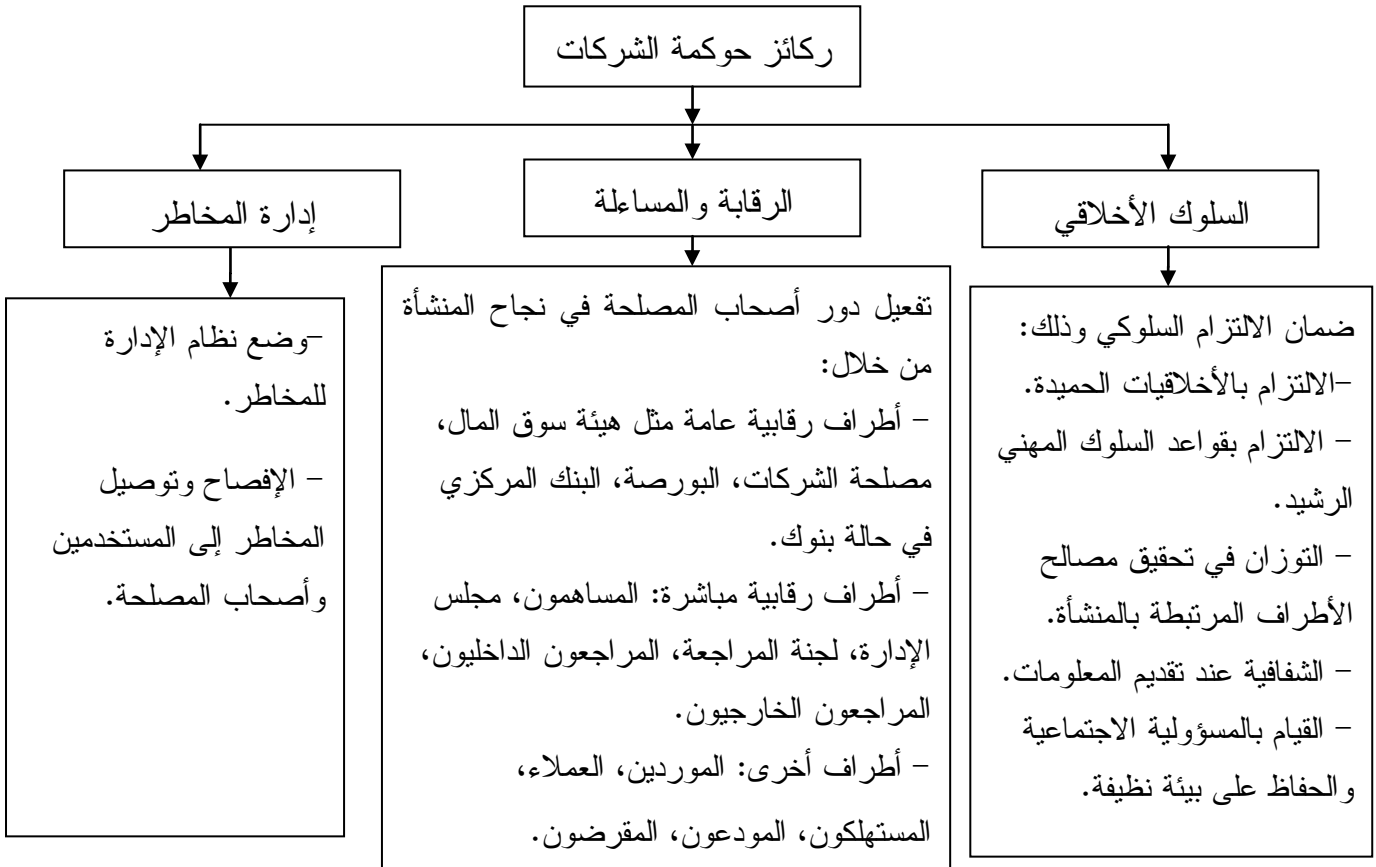 ركائز حوكمة الشركات
السلوك الأخلاقي
الرقابة والمساءلة
إدارة المخاطر
ضمان الالتزام السلوكي وذلك:
-الالتزام بالأخلاقيات الحميدة.
- الالتزام بقواعد السلوك المهني
الرشيد.
- التوزان في تحقيق مصالح
الأطراف المرتبطة بالمنشأة.
- الشفافية عند تقديم المعلومات.
- القيام بالمسؤولية الاجتماعية
والحفاظ على بيئة نظيفة.
تفعيل دور أصحاب المصلحة في نجاح المنشأة
من خلال:
- أطراف رقابية عامة مثل هيئة سوق المال،
مصلحة الشركات، البورصة، البنك المركزي
في حالة بنوك.
- أطراف رقابية مباشرة: المساهمون، مجلس
الإدارة، لجنة المراجعة، المراجعون الداخليون،
المراجعون الخارجيون.
- أطراف أخرى: الموردين، العملاء،
المستهلكون، المودعون، المقرضون.
-وضع نظام الإدارة
للمخاطر.
- الإفصاح وتوصيل
المخاطر إلى المستخدمين
وأصحاب المصلحة.